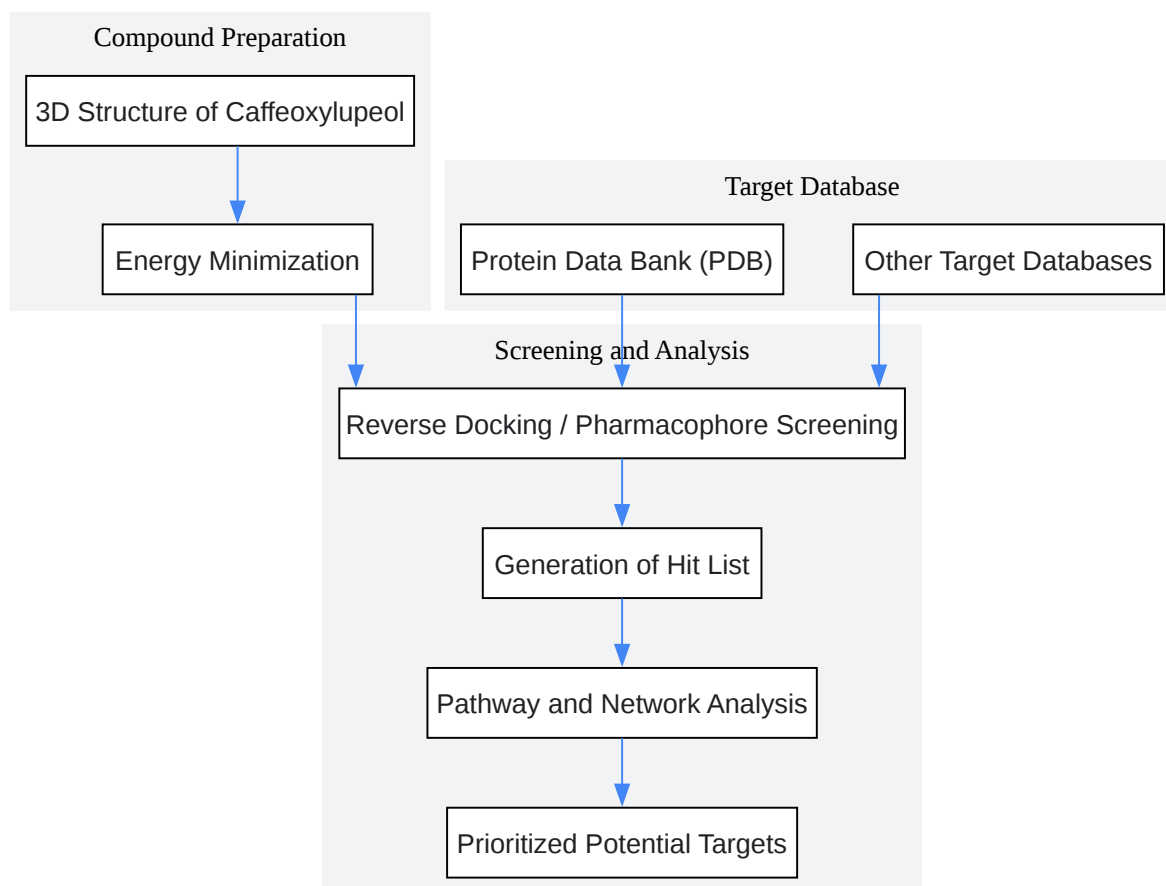 Compound Preparation
3D Structure of Caffeoxylupeol
Energy Minimization
Target Database
Protein Data Bank (PDB)
Other Target Databases
Screening and Analysis
Reverse Docking / Pharmacophore Screening
Generation of Hit List
Pathway and Network Analysis
Prioritized Potential Targets